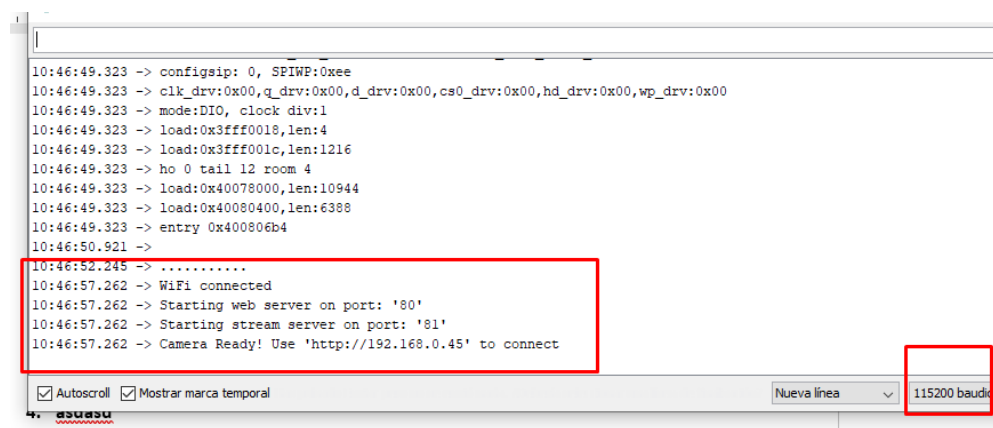 10:46:49.323 -> configsip: 0, SPIWP:0xee
10:46:49.323 -> clk_drv:0x00,q_drv:0x00,d_drv:0x00,cs0_drv:0x00,hd_drv:0x00,wp_drv:0x00
10:46:49.323 -> mode:DIO, clock div:1
10:46:49.323 -> load:0x3fff0018,len:4
10:46:49.323 -> load:0x3fff001c,len:1216
10:46:49.323 -> ho 0 tail 12 room 4
10:46:49.323 -> load:0x40078000,len:10944
10:46:49.323 -> load:0x40080400,len:6388
10:46:49.323 -> entry 0x400806b4
10:46:50.921 ->
10:46:52.245 -> ...........
10:46:57.262 -> WiFi connected
10:46:57.262 -> Starting web server on port: '80'
10:46:57.262 -> Starting stream server on port: '81'
10:46:57.262 -> Camera Ready! Use 'http://192.168.0.45' to connect
Autoscroll Mostrar marca temporal Nueva línea 115200 baudio
4. asdasd